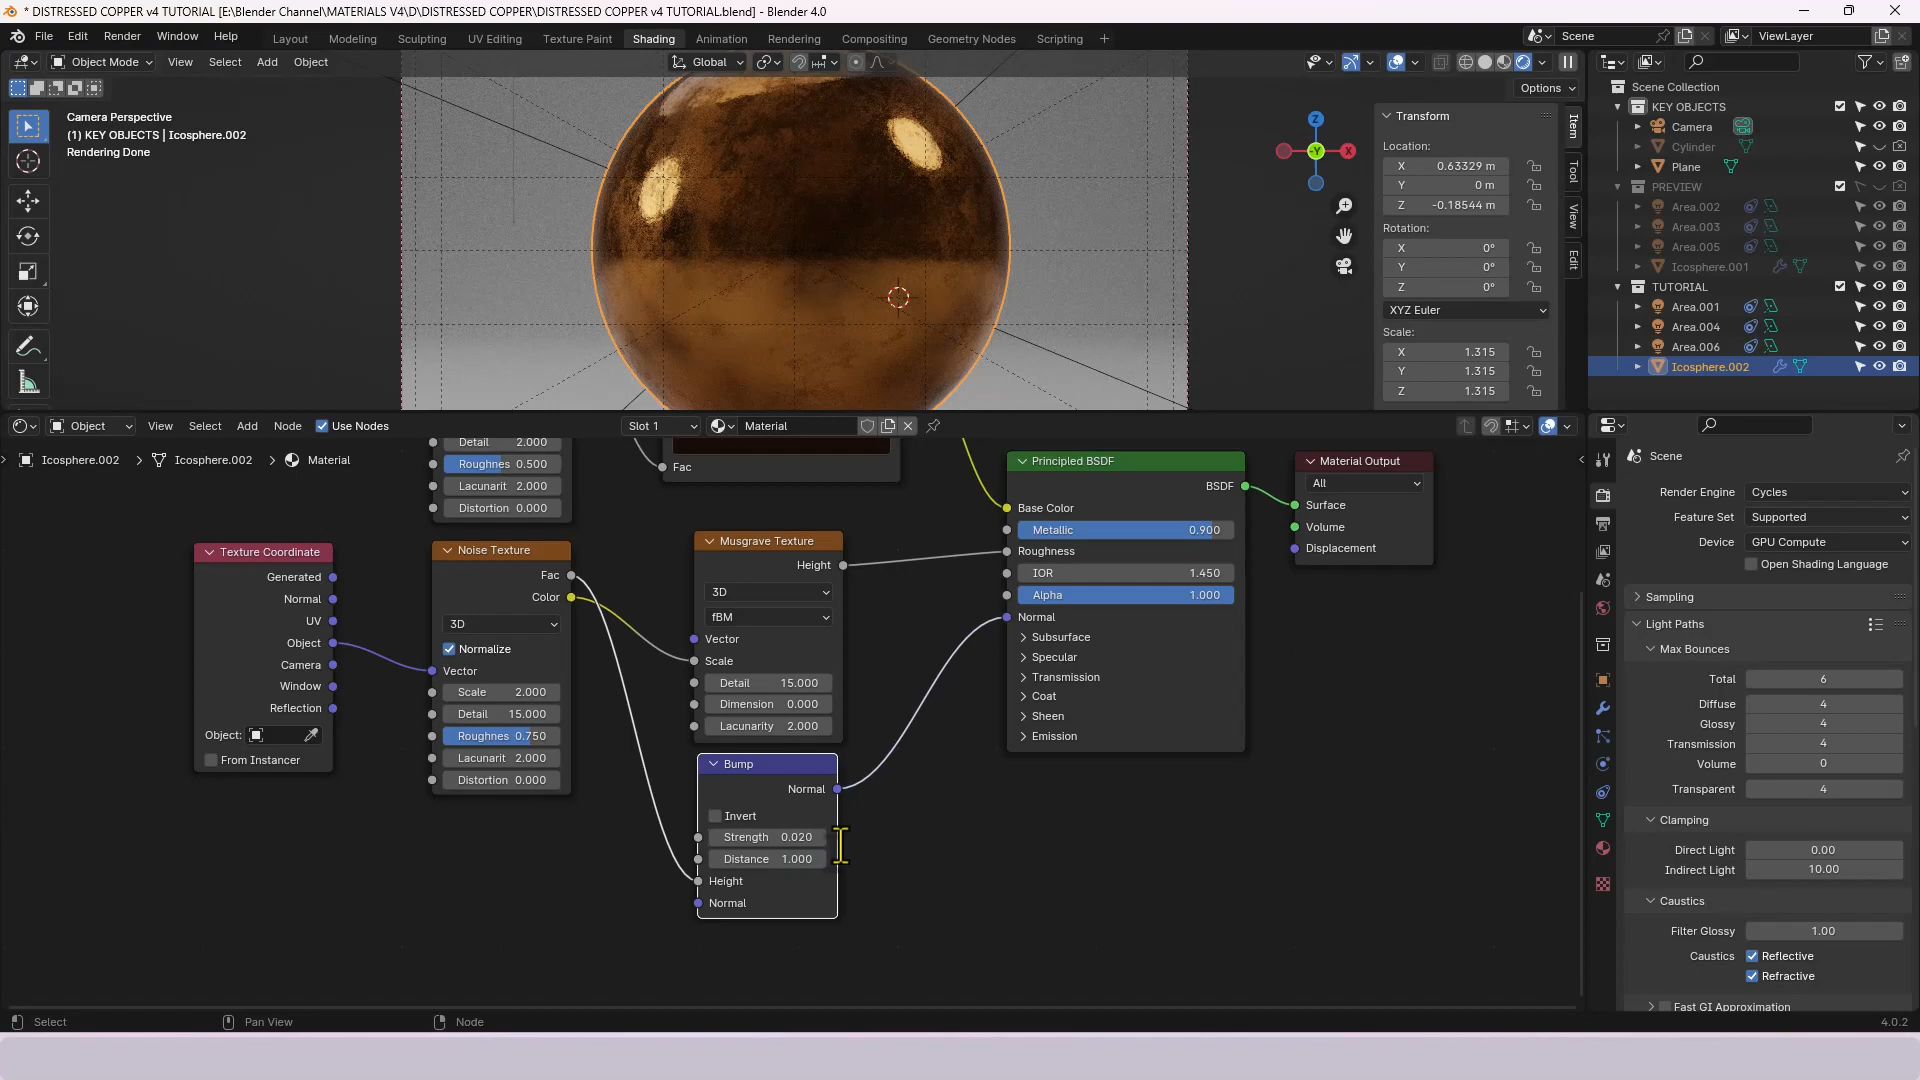 * DISTRESSED COPPER v4 TUTORIAL [E:\Blender Channel\MATERIALS V4\D\DISTRESSED COPPER\DISTRESSED COPPER v4 TUTORIAL.blend] - Blender 4.0
File Edit Render Window Help Layout Modeling Sculpting UV Editing Texture Paint Shading Animation Rendering Compositing Geometry Nodes Scripting + Scene ViewLayer
Object Mode View Select Add Object Global
Options
Camera Perspective
(1) KEY OBJECTS | Icosphere.002
Rendering Done
Z
-Y
X
Transform
Location:
X 0.63329 m
Y 0 m
Z -0.18544 m
Rotation:
X 0°
Y 0°
Z 0°
XYZ Euler
Scale:
X 1.315
Y 1.315
Z 1.315
Item
Tool
View
Edit
Scene Collection
KEY OBJECTS
Camera
Cylinder
Plane
PREVIEW
Area.002
Area.003
Area.005
Icosphere.001
TUTORIAL
Area.001
Area.004
Area.006
Icosphere.002
Object View Select Add Node Use Nodes Slot 1 Material
Icosphere.002 > Icosphere.002 > Material
Detail 2.000
Roughnes 0.500
Lacunarit 2.000
Distortion 0.000
Fac
Texture Coordinate
Generated
Normal
UV
Object
Camera
Window
Reflection
Object:
From Instancer
Noise Texture
Fac
Color
3D
Normalize
Vector
Scale 2.000
Detail 15.000
Roughnes 0.750
Lacunarit 2.000
Distortion 0.000
Musgrave Texture
Height
3D
fBM
Vector
Scale
Detail 15.000
Dimension 0.000
Lacunarity 2.000
Bump
Normal
Invert
Strength 0.020
Distance 1.000
Height
Normal
Principled BSDF
BSDF
Base Color
Metallic 0.900
Roughness
IOR 1.450
Alpha 1.000
Normal
Subsurface
Specular
Transmission
Coat
Sheen
Emission
Material Output
All
Surface
Volume
Displacement
Scene
Render Engine Cycles
Feature Set Supported
Device GPU Compute
Open Shading Language
Sampling
Light Paths
Max Bounces
Total 6
Diffuse 4
Glossy 4
Transmission 4
Volume 0
Transparent 4
Clamping
Direct Light 0.00
Indirect Light 10.00
Caustics
Filter Glossy 1.00
Caustics Reflective
Refractive
Fast GI Approximation
Select Pan View Node 4.0.2